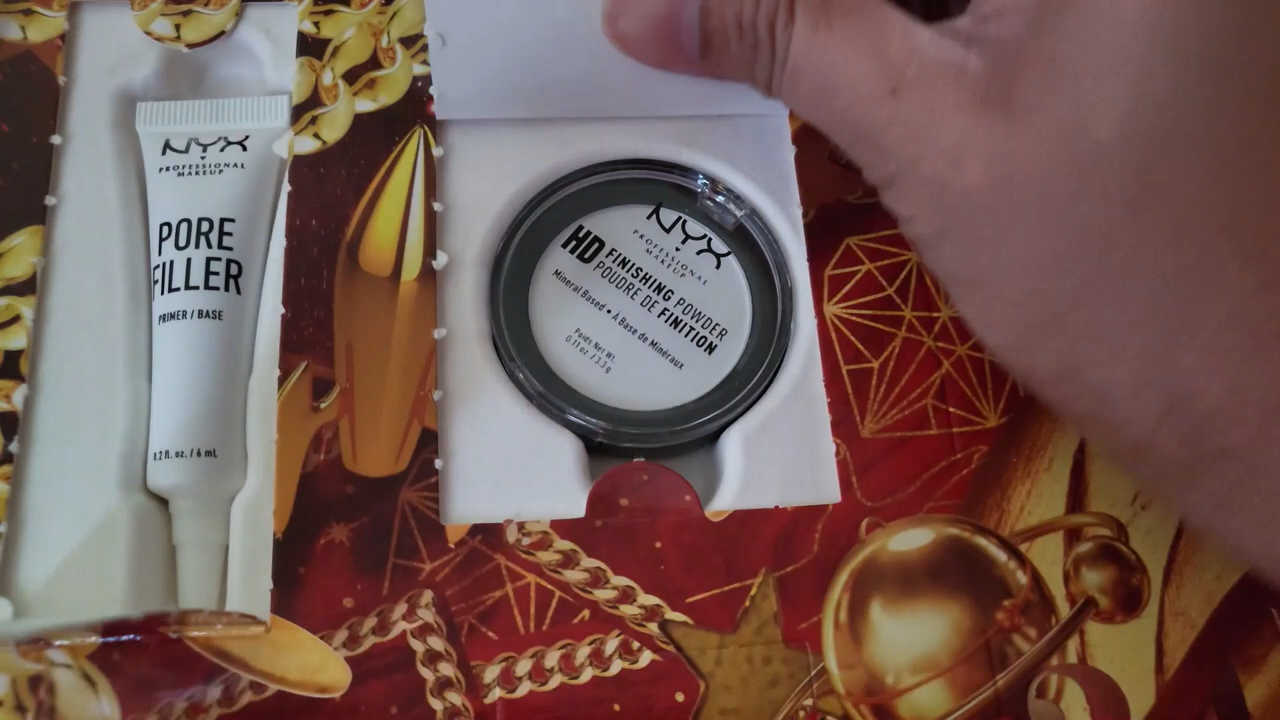 NYX
PROFESSIONAL
MAKEUP
PORE
FILLER
PRIMER / BASE
0.2 fl. oz. / 6 mL
NYX
PROFESSIONAL
MAKEUP
HD FINISHING POWDER
POUDRE DE FINITION
Mineral Based • À Base de Minéraux
Poids Net Wt.
0.11 oz. / 3.3 g